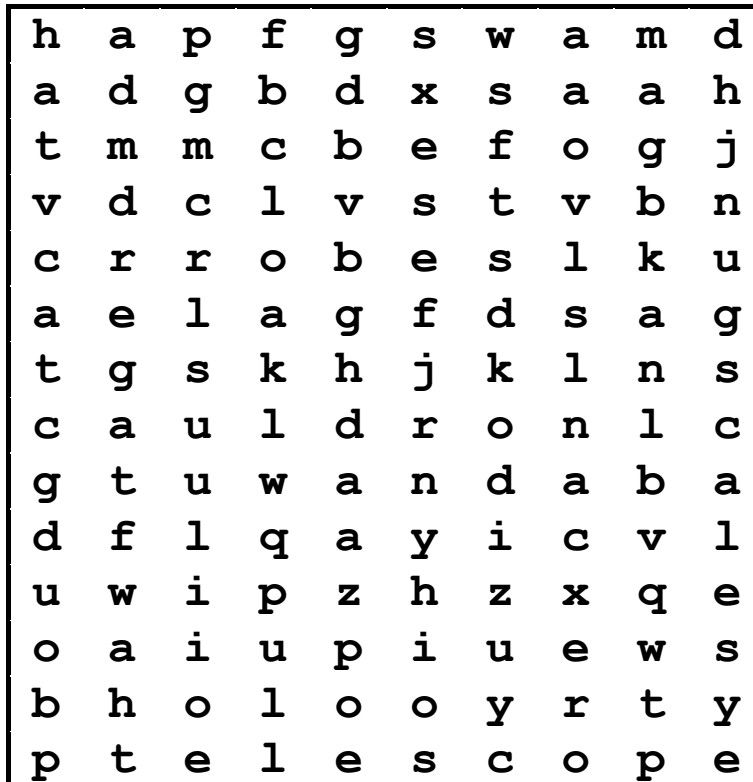 h a p f g s w a m d
a d g b d x s a a h
t m m c b e f o g j
v d c l v s t v b n
c r r o b e s l k u
a e l a g f d s a g
t g s k h j k l n s
c a u l d r o n l c
g t u w a n d a b a
d f l q a y i c v l
u w i p z h z x q e
o a i u p i u e w s
b h o l o o y r t y
p t e l e s c o p e